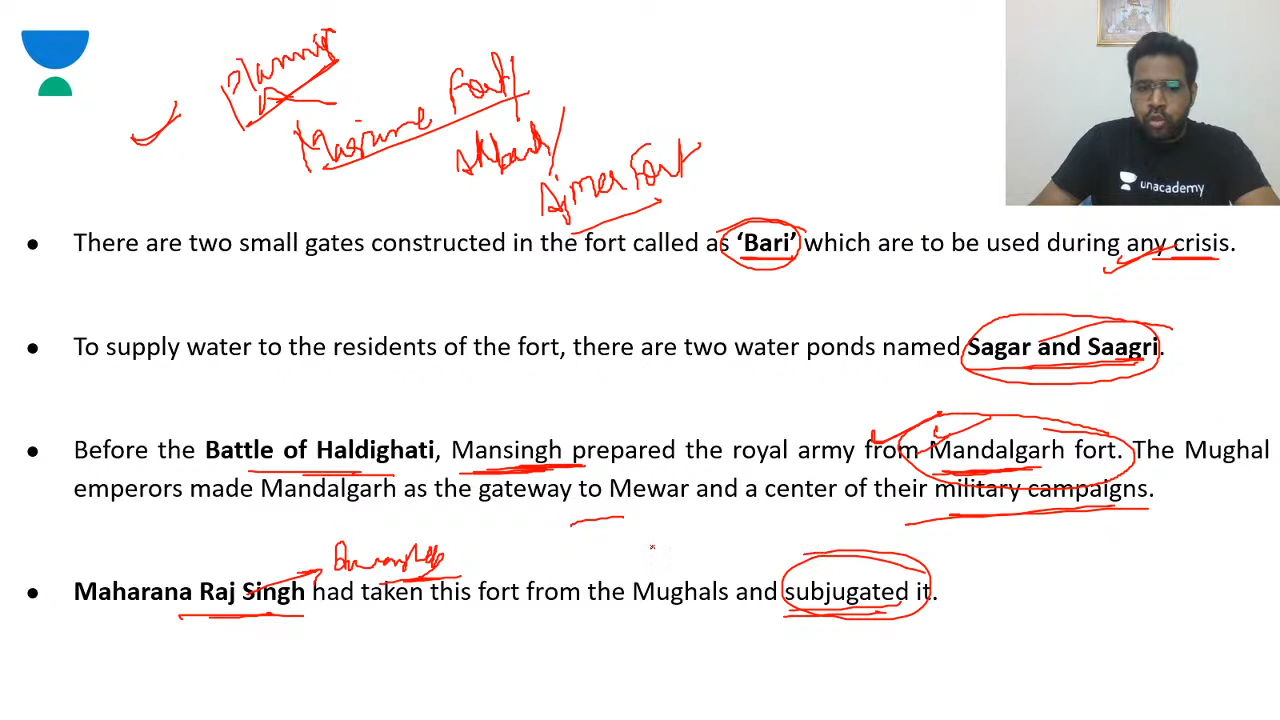 Planning
Fort/
Akbar/
Ajmer Fort
unacademy
There are two small gates constructed in the fort called as ‘Bari’ which are to be used during any crisis.
To supply water to the residents of the fort, there are two water ponds named Sagar and Saagri.
Before the Battle of Haldighati, Mansingh prepared the royal army from Mandalgarh fort. The Mughal
emperors made Mandalgarh as the gateway to Mewar and a center of their military campaigns.
Maharana Raj Singh had taken this fort from the Mughals and subjugated it.